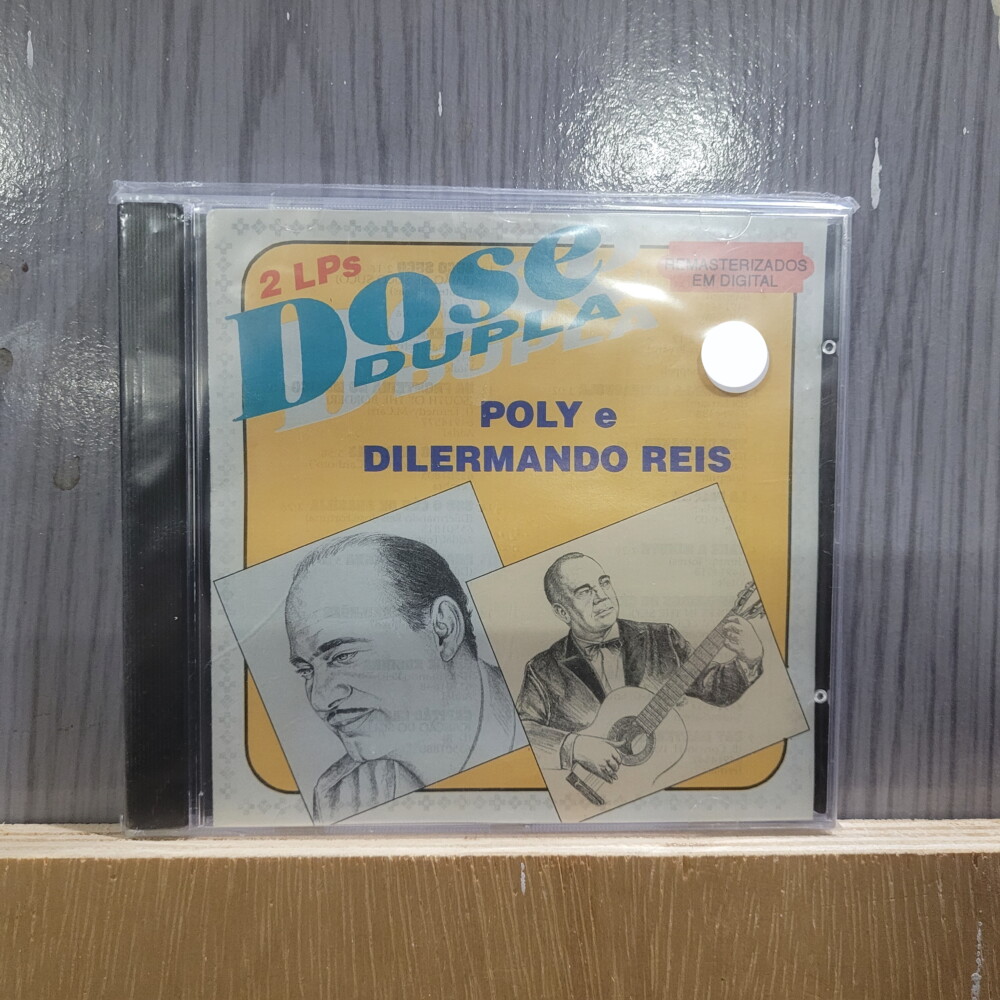 2 LPs
Dose
DUPLA
REMASTERIZADOS
EM DIGITAL
POLY e
DILERMANDO REIS